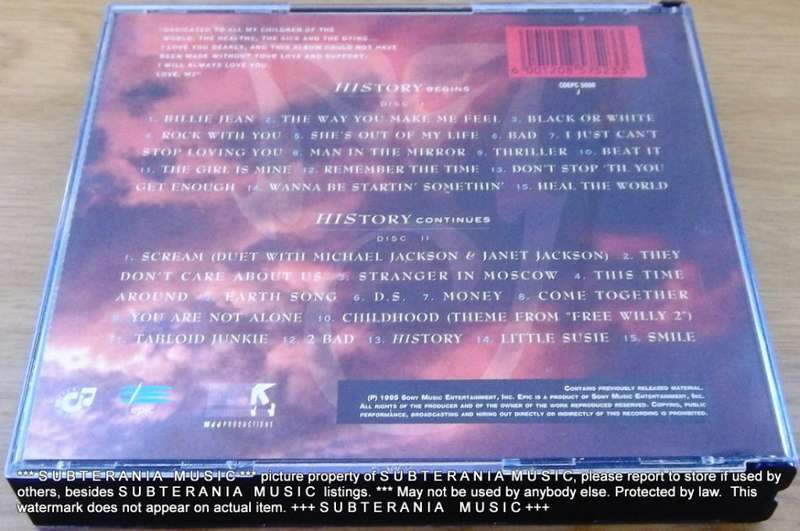 "DEDICATED TO ALL MY CHILDREN OF THE
WORLD; THE HEALTHY, THE SICK AND THE DYING...
I LOVE YOU DEARLY, AND THIS ALBUM COULD NOT HAVE
BEEN MADE WITHOUT YOUR LOVE AND SUPPORT.
I WILL ALWAYS LOVE YOU.
LOVE, MJ"
CDEPC 5000
J
HISTORY BEGINS
DISC I
1. BILLIE JEAN 2. THE WAY YOU MAKE ME FEEL 3. BLACK OR WHITE
4. ROCK WITH YOU 5. SHE'S OUT OF MY LIFE 6. BAD 7. I JUST CAN'T
STOP LOVING YOU 8. MAN IN THE MIRROR 9. THRILLER 10. BEAT IT
11. THE GIRL IS MINE 12. REMEMBER THE TIME 13. DON'T STOP 'TIL YOU
GET ENOUGH 14. WANNA BE STARTIN' SOMETHIN' 15. HEAL THE WORLD
HISTORY CONTINUES
DISC II
1. SCREAM (DUET WITH MICHAEL JACKSON & JANET JACKSON) 2. THEY
DON'T CARE ABOUT US 3. STRANGER IN MOSCOW 4. THIS TIME
AROUND 5. EARTH SONG 6. D.S. 7. MONEY 8. COME TOGETHER
9. YOU ARE NOT ALONE 10. CHILDHOOD (THEME FROM "FREE WILLY 2")
11. TABLOID JUNKIE 12. 2 BAD 13. HISTORY 14. LITTLE SUSIE 15. SMILE
epic
MJJ PRODUCTIONS
CONTAINS PREVIOUSLY RELEASED MATERIAL.
(P) 1995 SONY MUSIC ENTERTAINMENT, INC. EPIC IS A PRODUCT OF SONY MUSIC ENTERTAINMENT, INC.
ALL RIGHTS OF THE PRODUCER AND OF THE OWNER OF THE WORK REPRODUCED RESERVED. COPYING, PUBLIC
PERFORMANCE, BROADCASTING AND HIRING OUT DIRECTLY OR INDIRECTLY OF THIS RECORDING IS PROHIBITED.
*** S U B T E R A N I A M U S I C *** picture property of S U B T E R A N I A M U S I C, please report to store if used by
others, besides S U B T E R A N I A M U S I C listings. *** May not be used by anybody else. Protected by law. This
watermark does not appear on actual item. +++ S U B T E R A N I A M U S I C +++